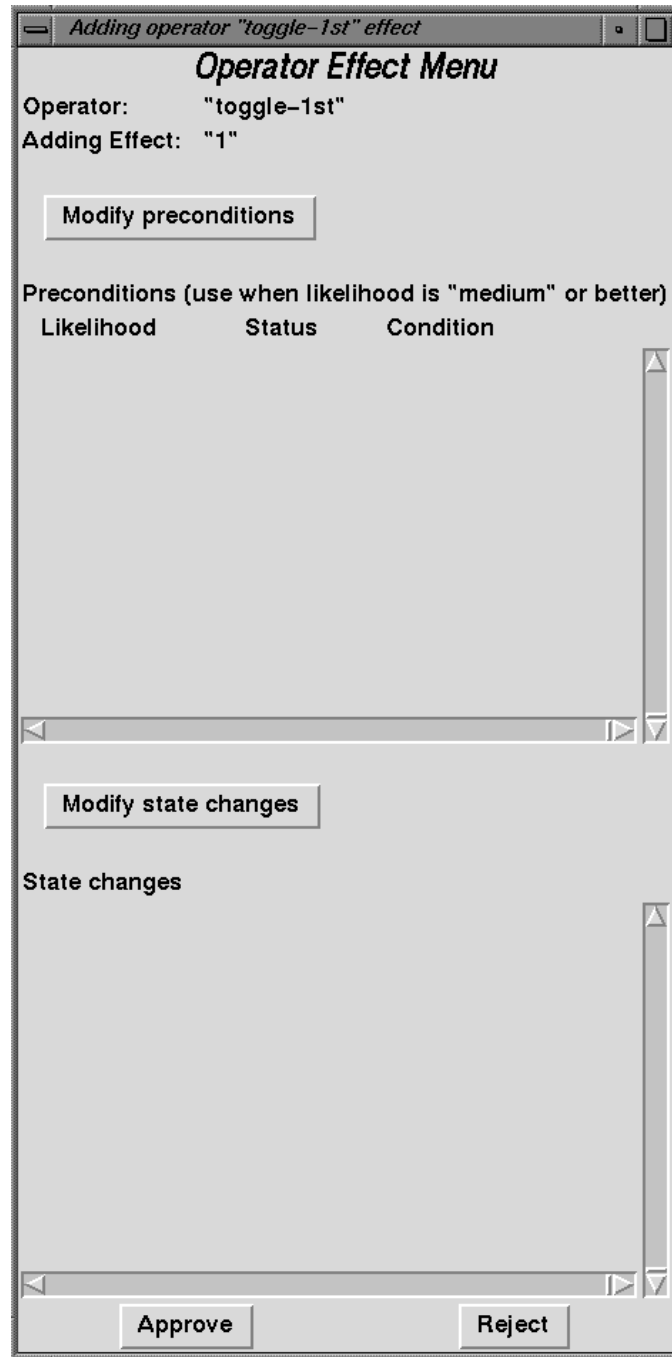 Adding operator "toggle-1st" effect
Operator Effect Menu
Operator: "toggle-1st"
Adding Effect: "1"
Modify preconditions
Preconditions (use when likelihood is "medium" or better)
Likelihood Status Condition
Modify state changes
State changes
Approve Reject